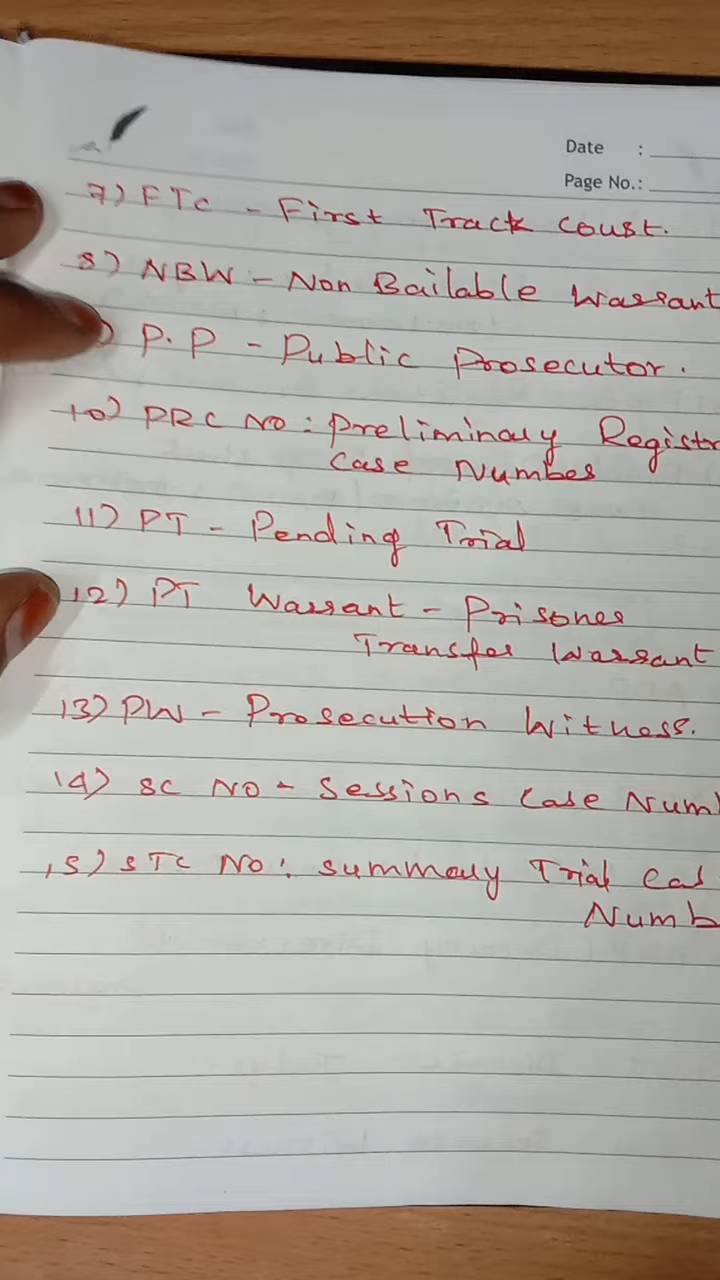 Date :
Page No.:
7) FTC - First Track Court.
8) NBW - Non Bailable Warrant
) P.P - Public Prosecutor.
10) PRC NO: Preliminary Registr
Case Number
11) PT - Pending Trial
12) PT Warrant - Prisoner
Transfer Warrant
13) PW - Prosecution Witness.
14) SC NO - Sessions Case Num
15) STC NO: Summary Trial Cas
Numb